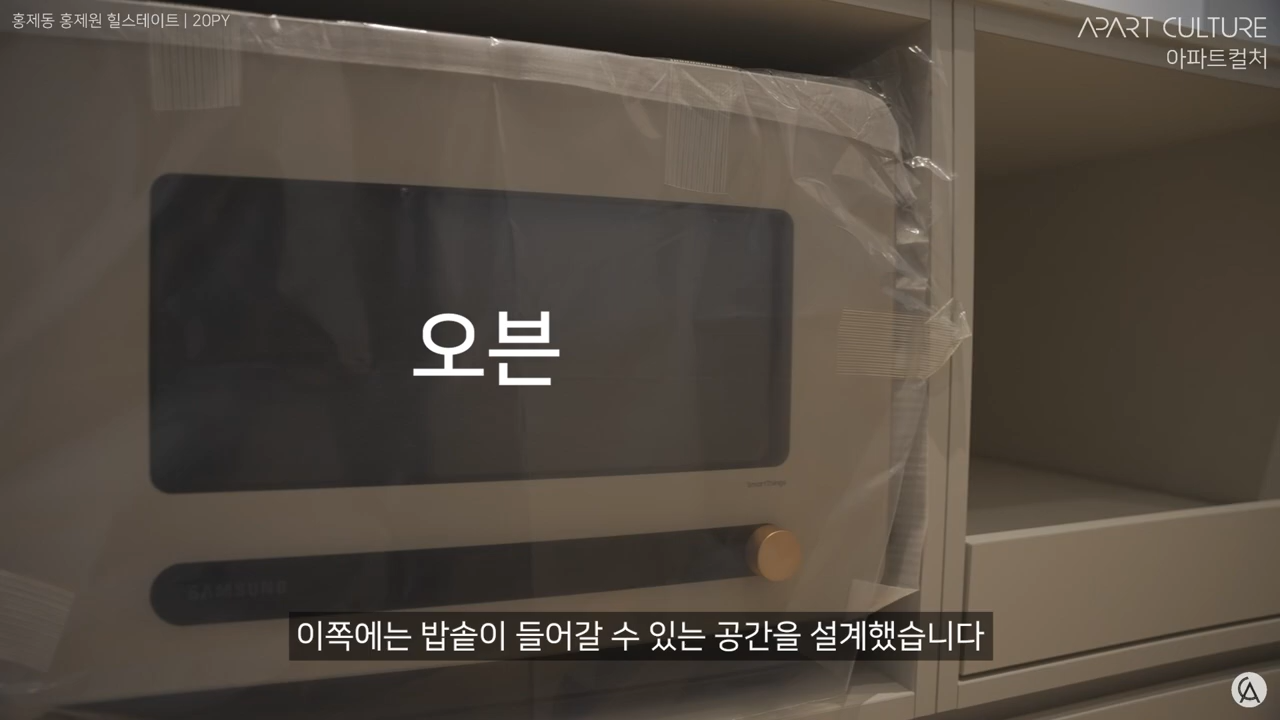 홍제동 홍제원 힐스테이트 | 20PY
APART CULTURE
아파트컬처
오븐
SmartThings
SAMSUNG
이쪽에는 밥솥이 들어갈 수 있는 공간을 설계했습니다